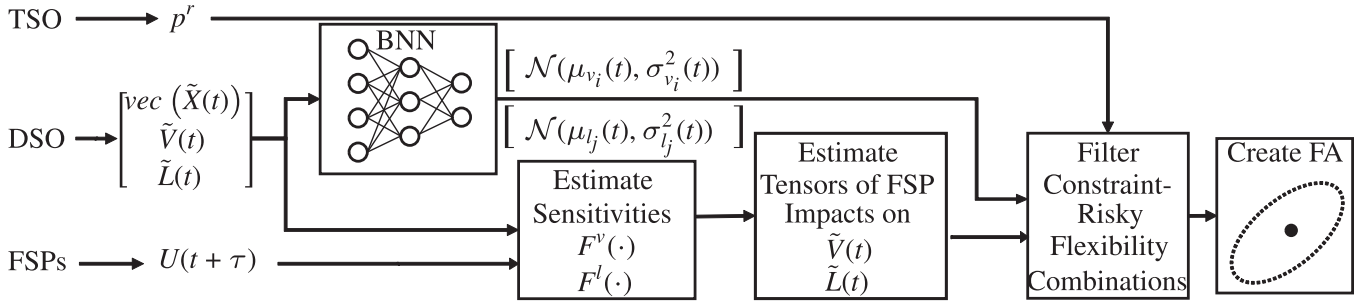 TSO
p^r
BNN
[ 𝒩(μ_{v_i}(t), σ²_{v_i}(t)) ]
[ 𝒩(μ_{l_j}(t), σ²_{l_j}(t)) ]
DSO
vec (X̃(t))
Ṽ(t)
L̃(t)
FSPs
U(t + τ)
Estimate
Sensitivities
F^v(·)
F^l(·)
Estimate
Tensors of FSP
Impacts on
Ṽ(t)
L̃(t)
Filter
Constraint-
Risky
Flexibility
Combinations
Create FA